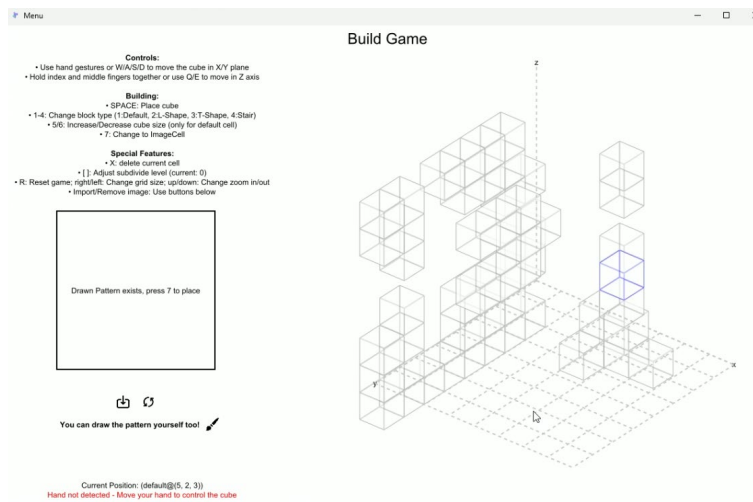 Menu
Build Game
Controls:
• Use hand gestures or W/A/S/D to move the cube in X/Y plane
• Hold index and middle fingers together or use Q/E to move in Z axis
Building:
• SPACE: Place cube
• 1-4: Change block type (1:Default, 2:L-Shape, 3:T-Shape, 4:Stair)
• 5/6: Increase/Decrease cube size (only for default cell)
• 7: Change to ImageCell
Special Features:
• X: delete current cell
• [ ]: Adjust subdivide level (current: 0)
• R: Reset game; right/left: Change grid size; up/down: Change zoom in/out
• Import/Remove image: Use buttons below
Drawn Pattern exists, press 7 to place
You can draw the pattern yourself too!
Current Position: (default@(5, 2, 3))
Hand not detected - Move your hand to control the cube
z
y
x